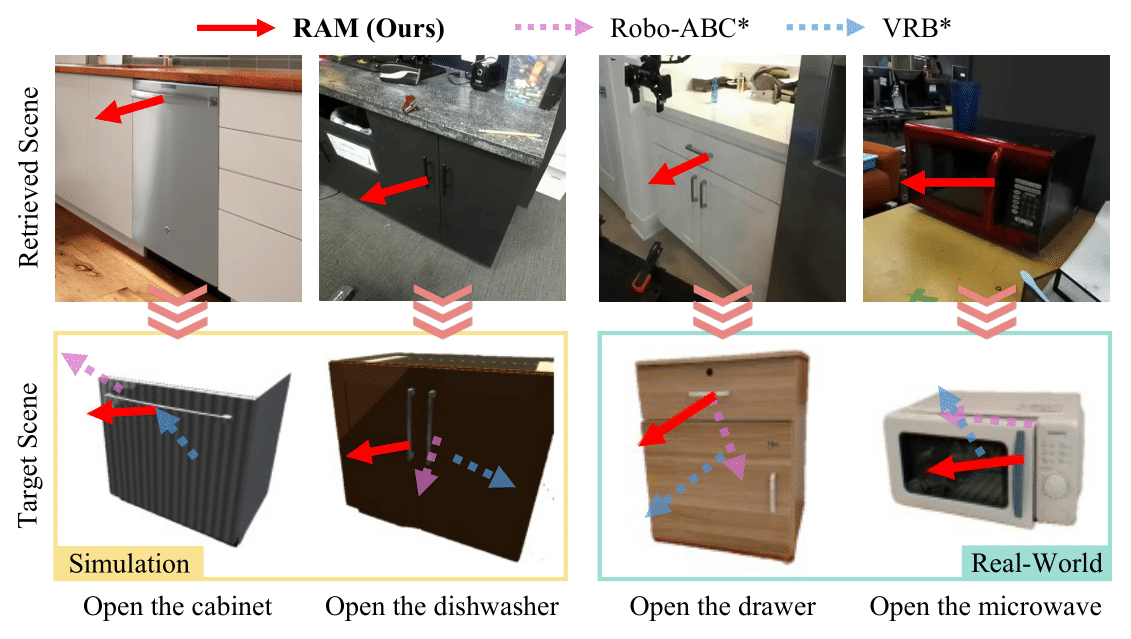 RAM (Ours) Robo-ABC* VRB*
Retrieved Scene
Target Scene
Simulation
Real-World
Open the cabinet Open the dishwasher Open the drawer Open the microwave